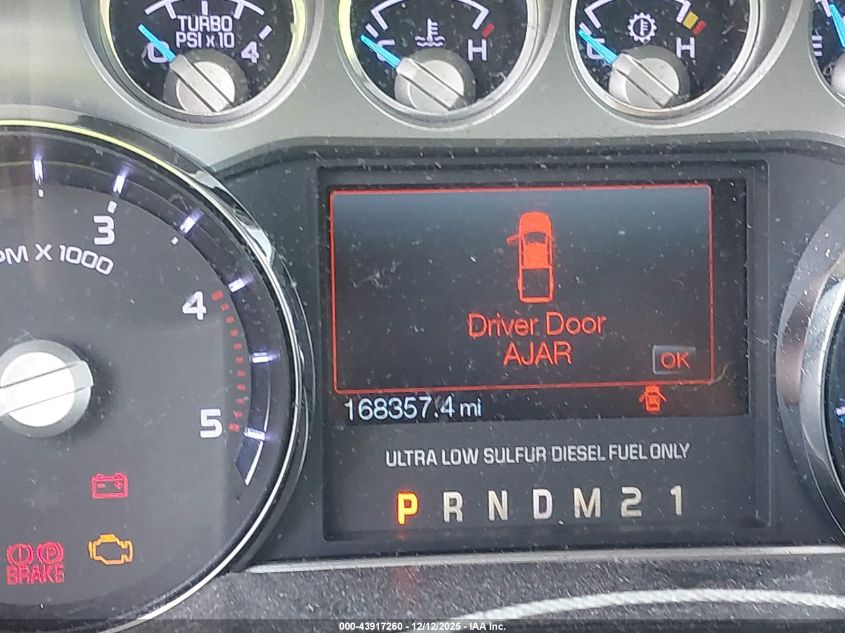 TURBO
PSI x 10
0 4
C H
C H
E
3
PM X 1000
4
5
Driver Door
AJAR
OK
168357.4 mi
ULTRA LOW SULFUR DIESEL FUEL ONLY
P R N D M 2 1
P
BRAKE
000-43917260 - 12/12/2025 - IAA Inc.